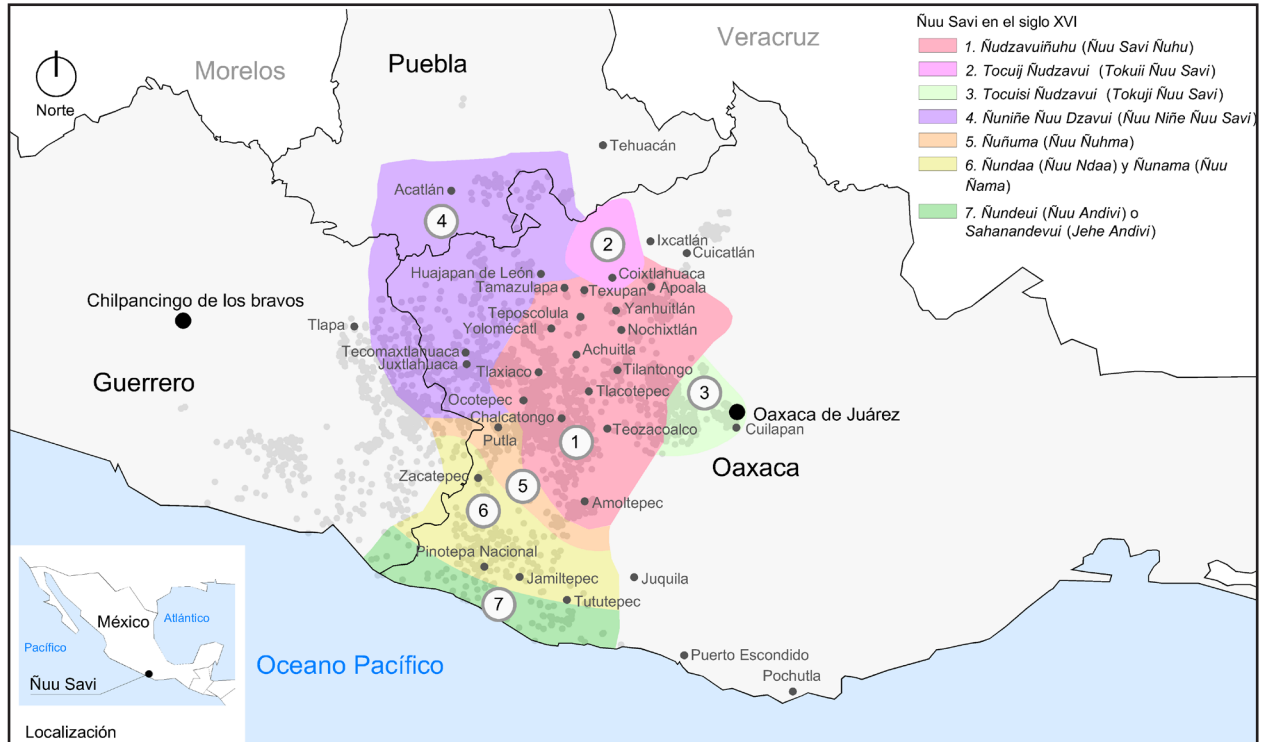 Ñuu Savi en el siglo XVI
1. Ñudzavuiñuhu (Ñuu Savi Ñuhu)
2. Tocuij Ñudzavui (Tokuii Ñuu Savi)
3. Tocuisi Ñudzavui (Tokuji Ñuu Savi)
4. Ñuniñe Ñuu Dzavui (Ñuu Niñe Ñuu Savi)
5. Ñuñuma (Ñuu Ñuhma)
6. Ñundaa (Ñuu Ndaa) y Ñunama (Ñuu
Ñama)
7. Ñundeui (Ñuu Andivi) o
Sahanandevui (Jehe Andivi)
Norte
Morelos
Puebla
Veracruz
Tehuacán
Acatlán
4
2
Ixcatlán
Cuicatlán
Huajapan de León
Coixtlahuaca
Tamazulapa
Texupan
Apoala
Chilpancingo de los bravos
Teposcolula
Yanhuitlán
Tlapa
Yolomécatl
Nochixtlán
Tecomaxtlahuaca
Achuitla
Juxtlahuaca
Tlaxiaco
Tilantongo
Guerrero
Tlacotepec
3
Ocotepec
Chalcatongo
Oaxaca de Juárez
Putla
1
Teozacoalco
Cuilapan
Oaxaca
Zacatepec
5
6
Amoltepec
Pinotepa Nacional
Jamiltepec
Juquila
7
Tututepec
Puerto Escondido
Pochutla
Oceano Pacífico
México
Atlántico
Pacífico
Ñuu Savi
Localización